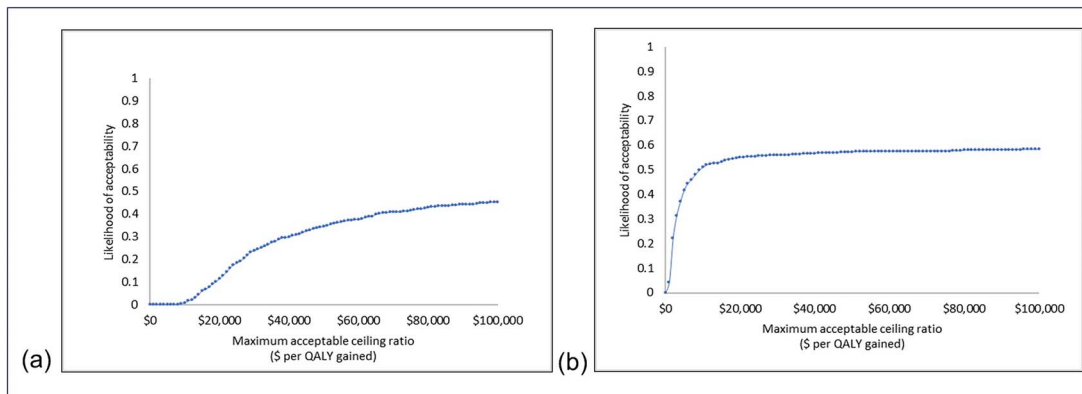 1
0.9
0.8
0.7
0.6
0.5
0.4
0.3
0.2
0.1
0
Likelihood of acceptability
$0 $20,000 $40,000 $60,000 $80,000 $100,000
Maximum acceptable ceiling ratio
($ per QALY gained)
(a)
1
0.9
0.8
0.7
0.6
0.5
0.4
0.3
0.2
0.1
0
Likelihood of acceptability
$0 $20,000 $40,000 $60,000 $80,000 $100,000
Maximum acceptable ceiling ratio
($ per QALY gained)
(b)